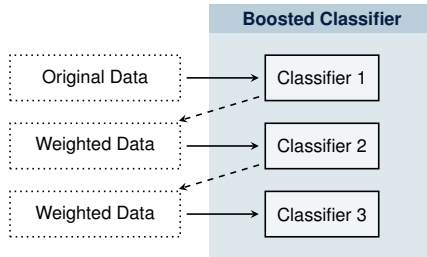 Boosted Classifier
Original Data
Classifier 1
Weighted Data
Classifier 2
Weighted Data
Classifier 3